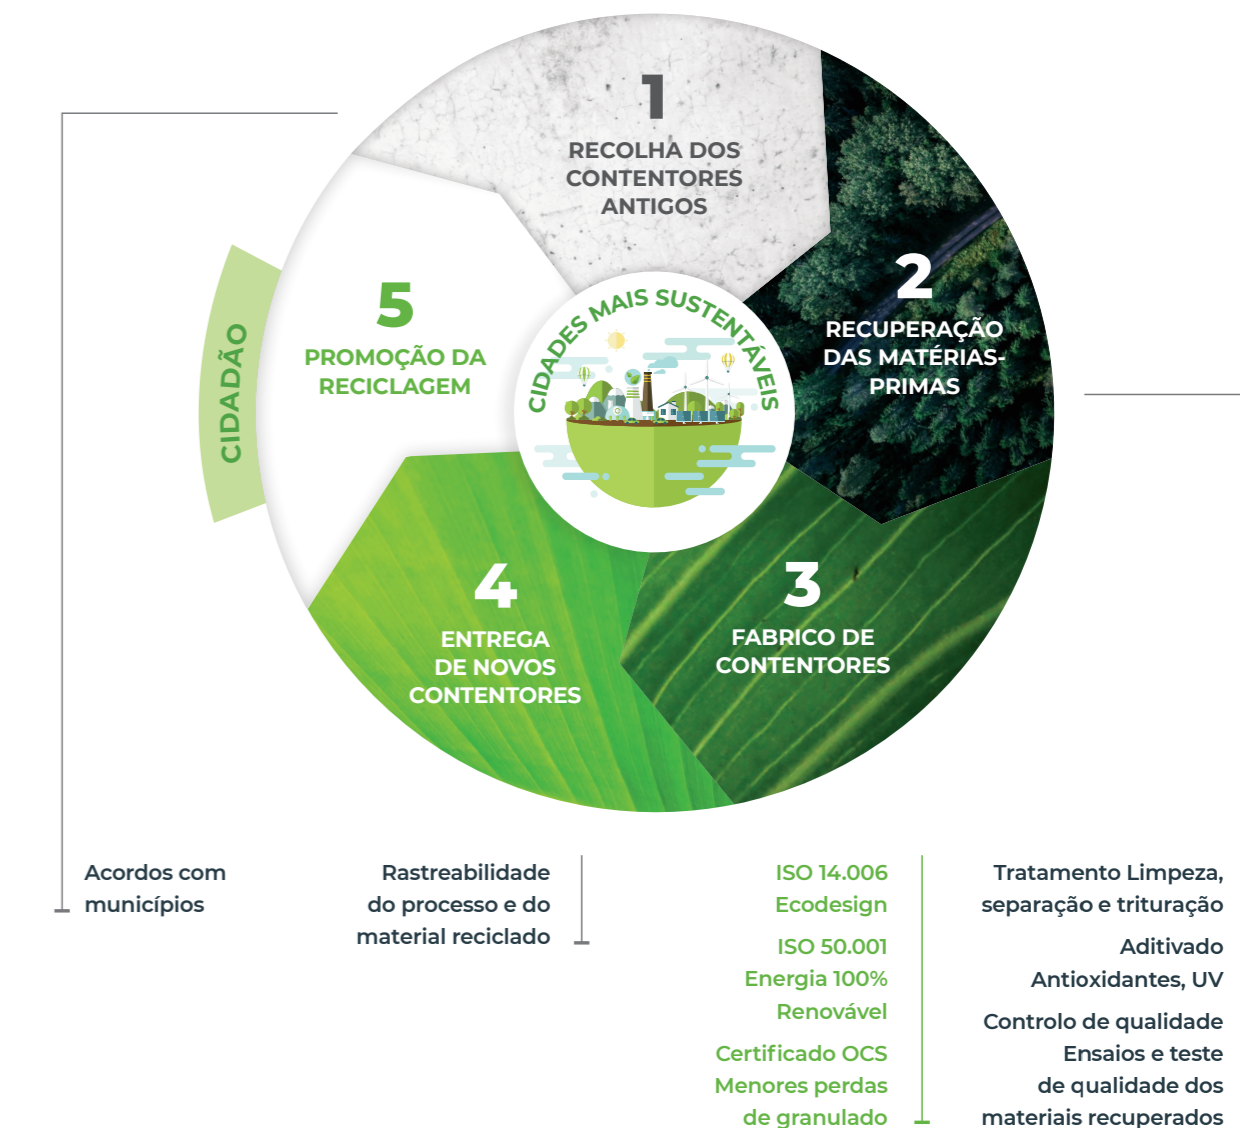 1
RECOLHA DOS
CONTENTORES
ANTIGOS
2
RECUPERAÇÃO
DAS MATÉRIAS-
PRIMAS
3
FABRICO DE
CONTENTORES
4
ENTREGA
DE NOVOS
CONTENTORES
5
PROMOÇÃO DA
RECICLAGEM
CIDADÃO
CIDADES MAIS SUSTENTÁVEIS
Acordos com
municípios
Rastreabilidade
do processo e do
material reciclado
ISO 14.006
Ecodesign
ISO 50.001
Energia 100%
Renovável
Certificado OCS
Menores perdas
de granulado
Tratamento Limpeza,
separação e trituração
Aditivado
Antioxidantes, UV
Controlo de qualidade
Ensaios e teste
de qualidade dos
materiais recuperados